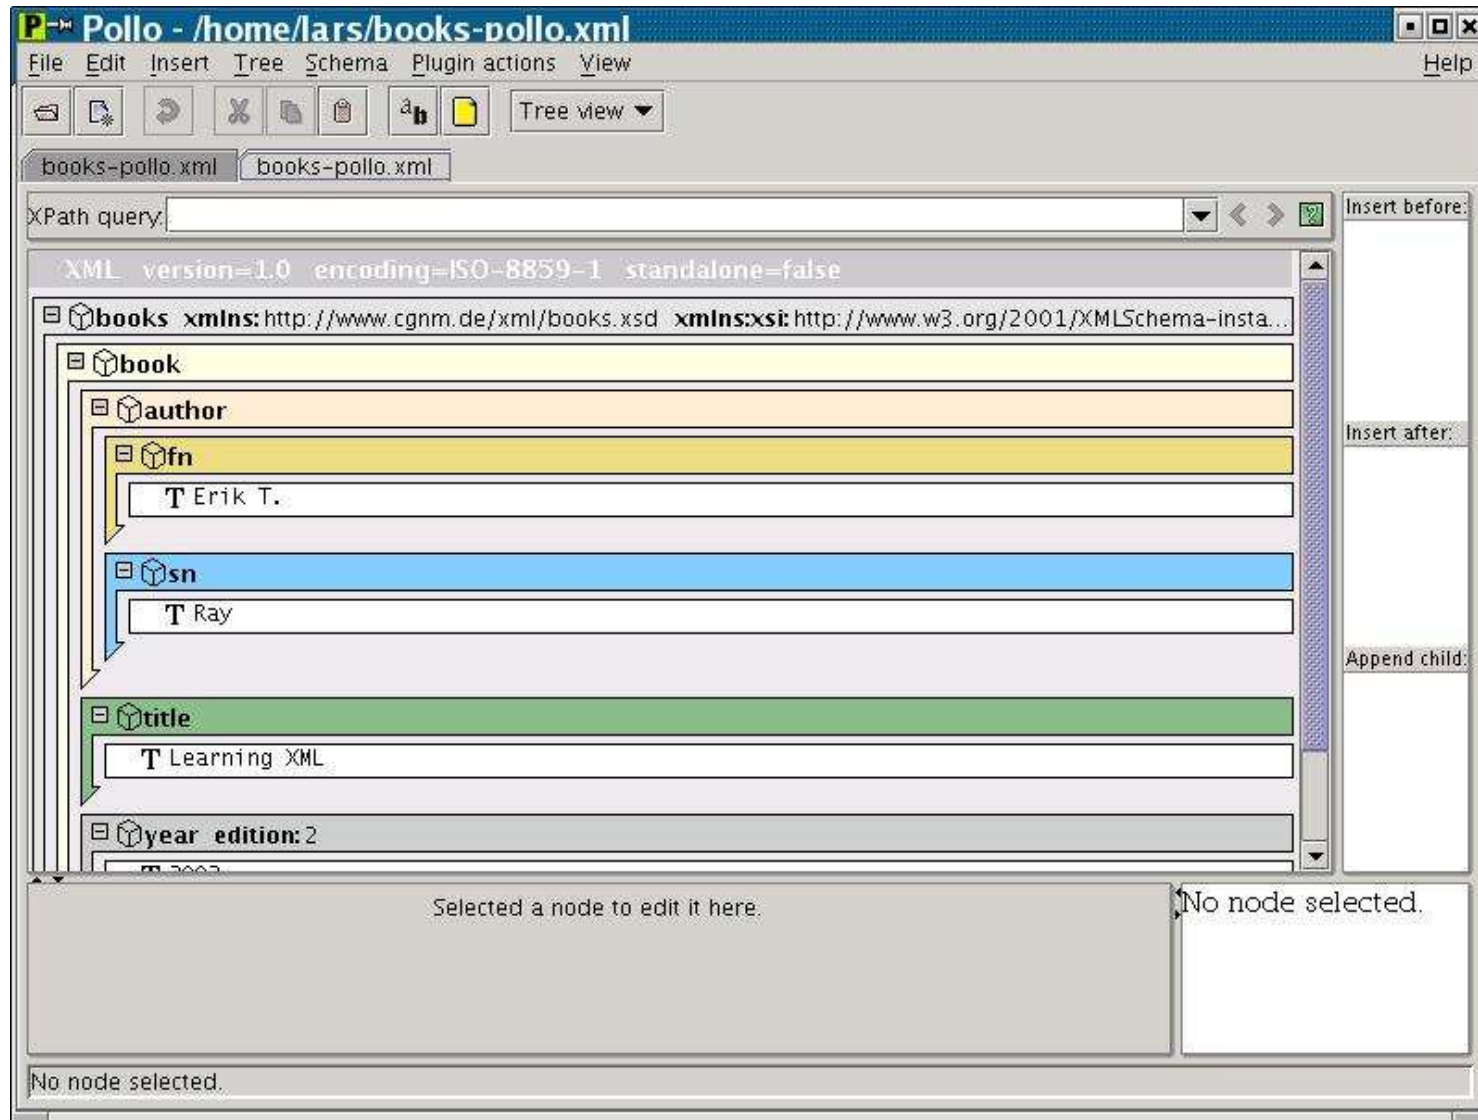 Pollo - /home/lars/books-pollo.xml
File Edit Insert Tree Schema Plugin actions View Help
ab Tree view
books-pollo.xml books-pollo.xml
XPath query:
Insert before:
XML version=1.0 encoding=ISO-8859-1 standalone=false
books xmlns:http://www.cgnm.de/xml/books.xsd xmlns:xsi:http://www.w3.org/2001/XMLSchema-insta...
book
author
Insert after:
fn
T Erik T.
sn
T Ray
Append child:
title
T Learning XML
year edition:2
Selected a node to edit it here.
No node selected.
No node selected.